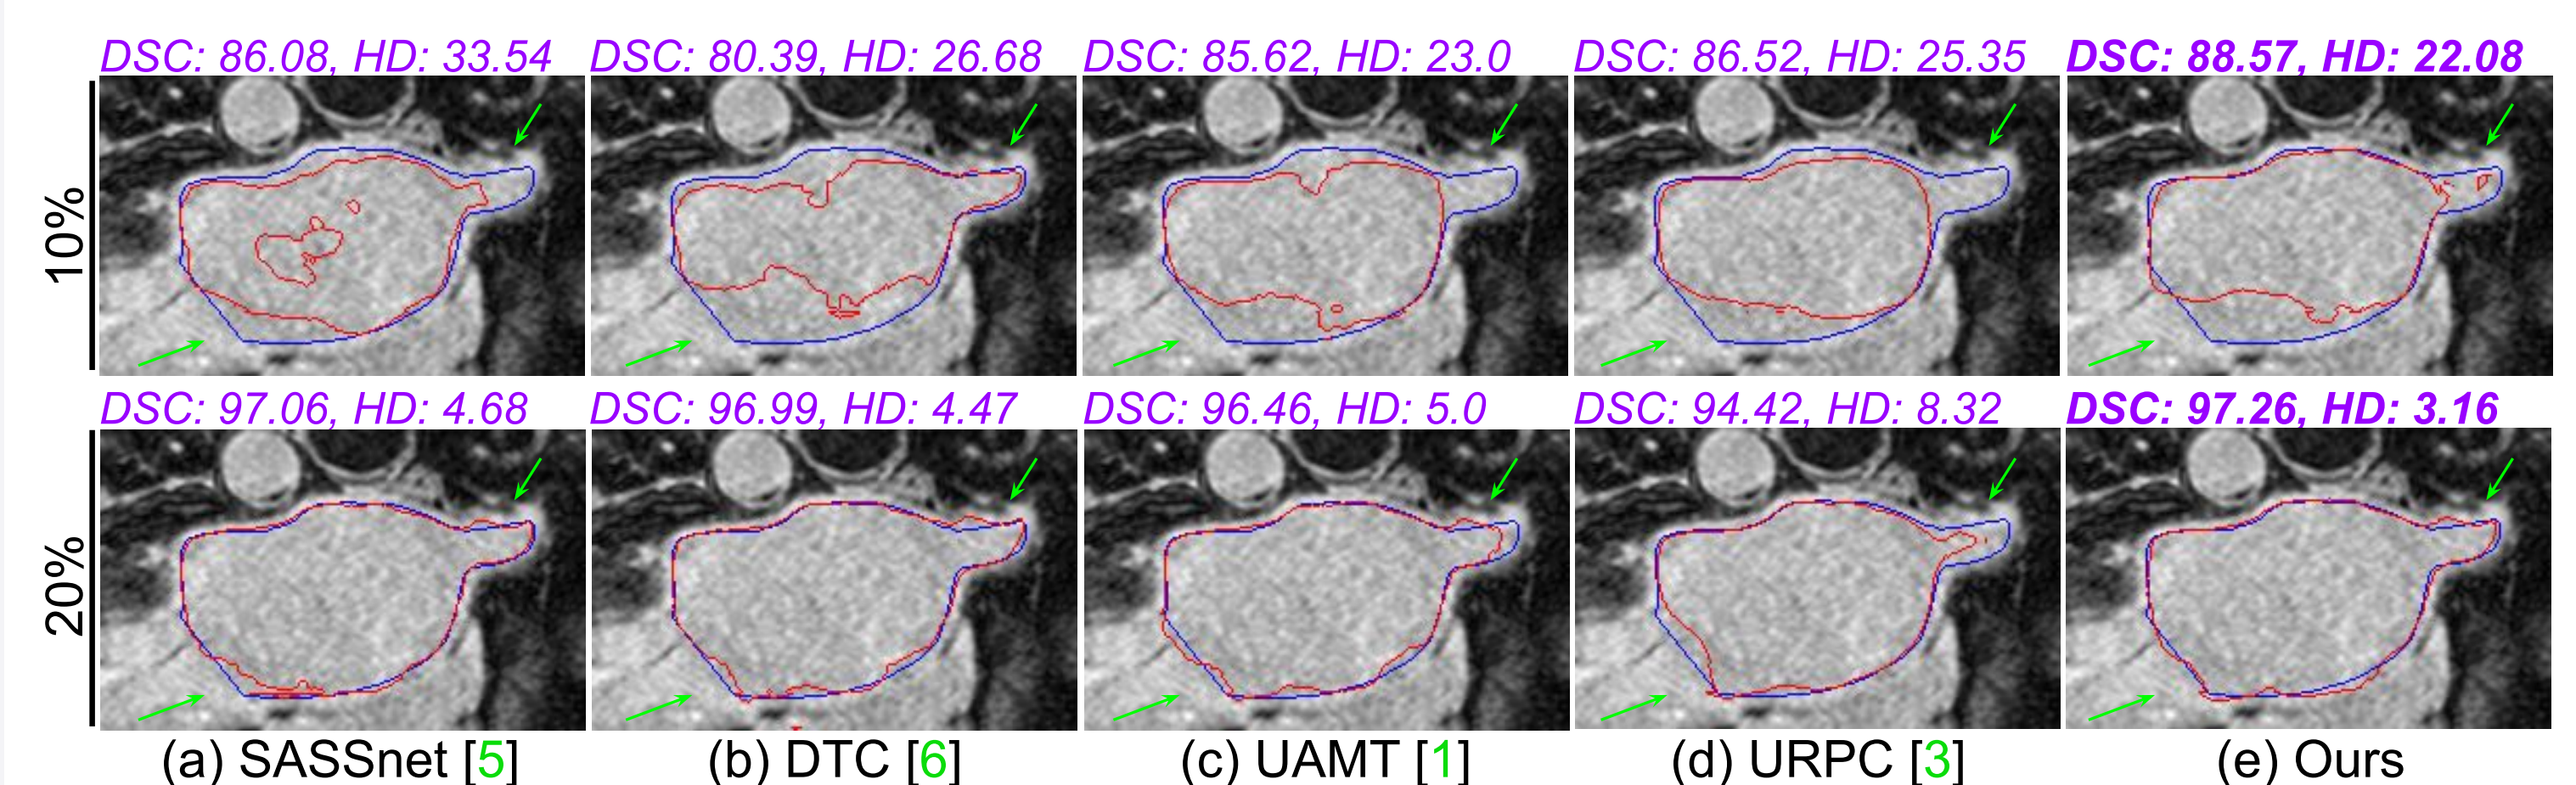 DSC: 86.08, HD: 33.54 DSC: 80.39, HD: 26.68 DSC: 85.62, HD: 23.0 DSC: 86.52, HD: 25.35 DSC: 88.57, HD: 22.08
10%
DSC: 97.06, HD: 4.68 DSC: 96.99, HD: 4.47 DSC: 96.46, HD: 5.0 DSC: 94.42, HD: 8.32 DSC: 97.26, HD: 3.16
20%
(a) SASSnet [5] (b) DTC [6] (c) UAMT [1] (d) URPC [3] (e) Ours